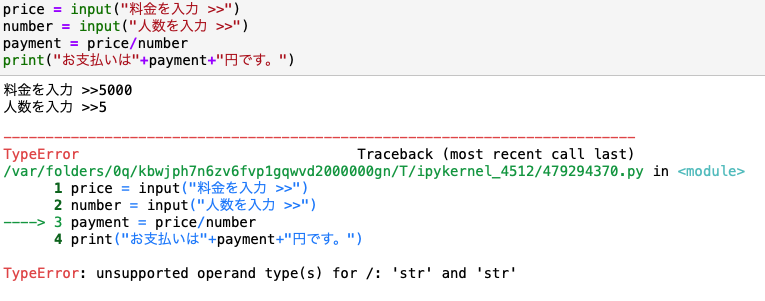 price = input("料金を入力 >>")
number = input("人数を入力 >>")
payment = price/number
print("お支払いは"+payment+"円です。")
料金を入力 >>5000
人数を入力 >>5
---------------------------------------------------------------------------
TypeError                                 Traceback (most recent call last)
/var/folders/0q/kbwjph7n6zv6fvp1gqwvd2000000gn/T/ipykernel_4512/479294370.py in <module>
      1 price = input("料金を入力 >>")
      2 number = input("人数を入力 >>")
----> 3 payment = price/number
      4 print("お支払いは"+payment+"円です。")
TypeError: unsupported operand type(s) for /: 'str' and 'str'